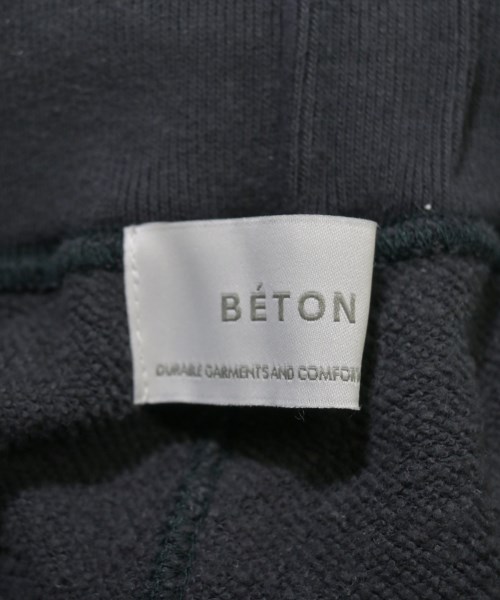 BÉTON
DURABLE GARMENTS AND COMFOR